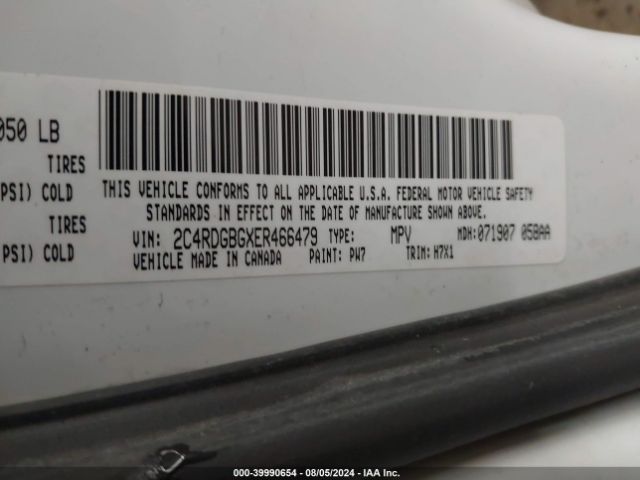 050 LB
TIRES
PSI) COLD
TIRES
PSI) COLD
THIS VEHICLE CONFORMS TO ALL APPLICABLE U.S.A. FEDERAL MOTOR VEHICLE SAFETY
STANDARDS IN EFFECT ON THE DATE OF MANUFACTURE SHOWN ABOVE.
VIN: 2C4RDGBGXER466479 TYPE: MPV MDH:071907 05BAA
VEHICLE MADE IN CANADA PAINT: PW7 TRIM: H7X1
000-39990654 - 08/05/2024 - IAA Inc.